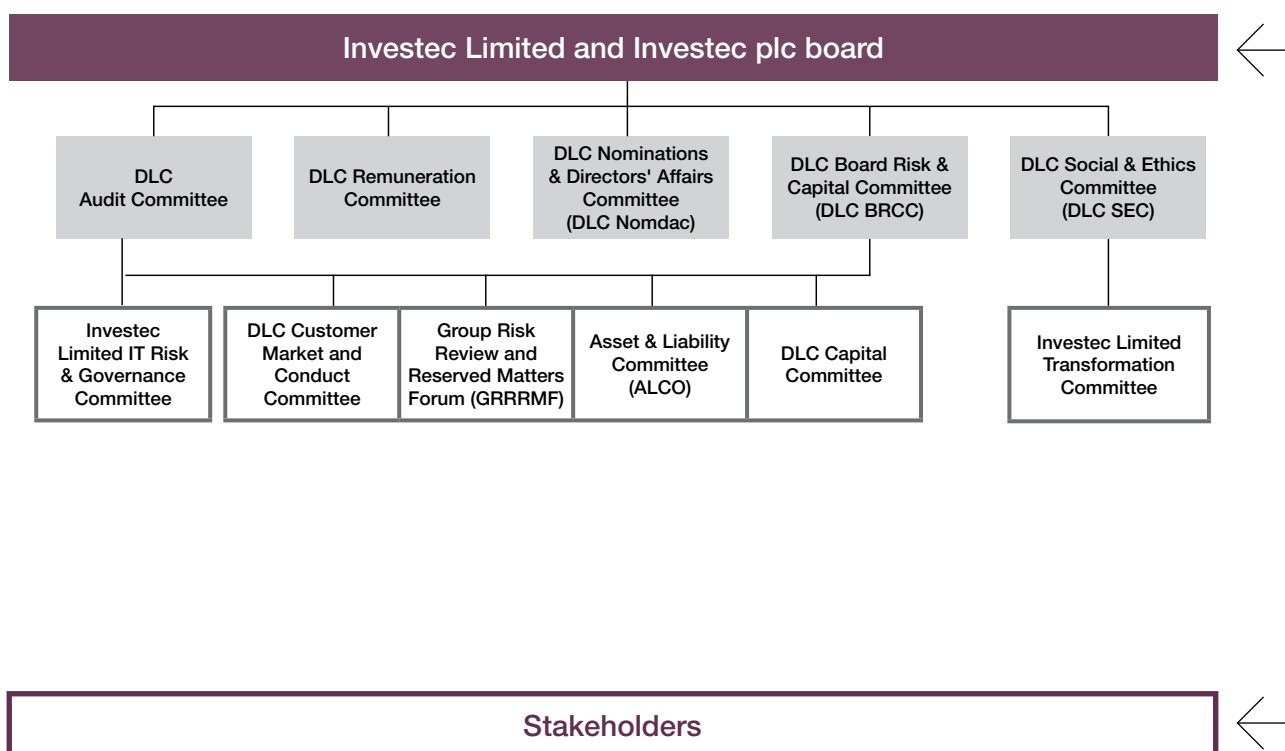 Investec Limited and Investec plc board
DLC
Audit Committee
DLC Remuneration
Committee
DLC Nominations
& Directors' Affairs
Committee
(DLC Nomdac)
DLC Board Risk &
Capital Committee
(DLC BRCC)
DLC Social & Ethics
Committee
(DLC SEC)
Investec
Limited IT Risk
& Governance
Committee
DLC Customer
Market and
Conduct
Committee
Group Risk
Review and
Reserved Matters
Forum (GRRRMF)
Asset & Liability
Committee
(ALCO)
DLC Capital
Committee
Investec Limited
Transformation
Committee
Stakeholders